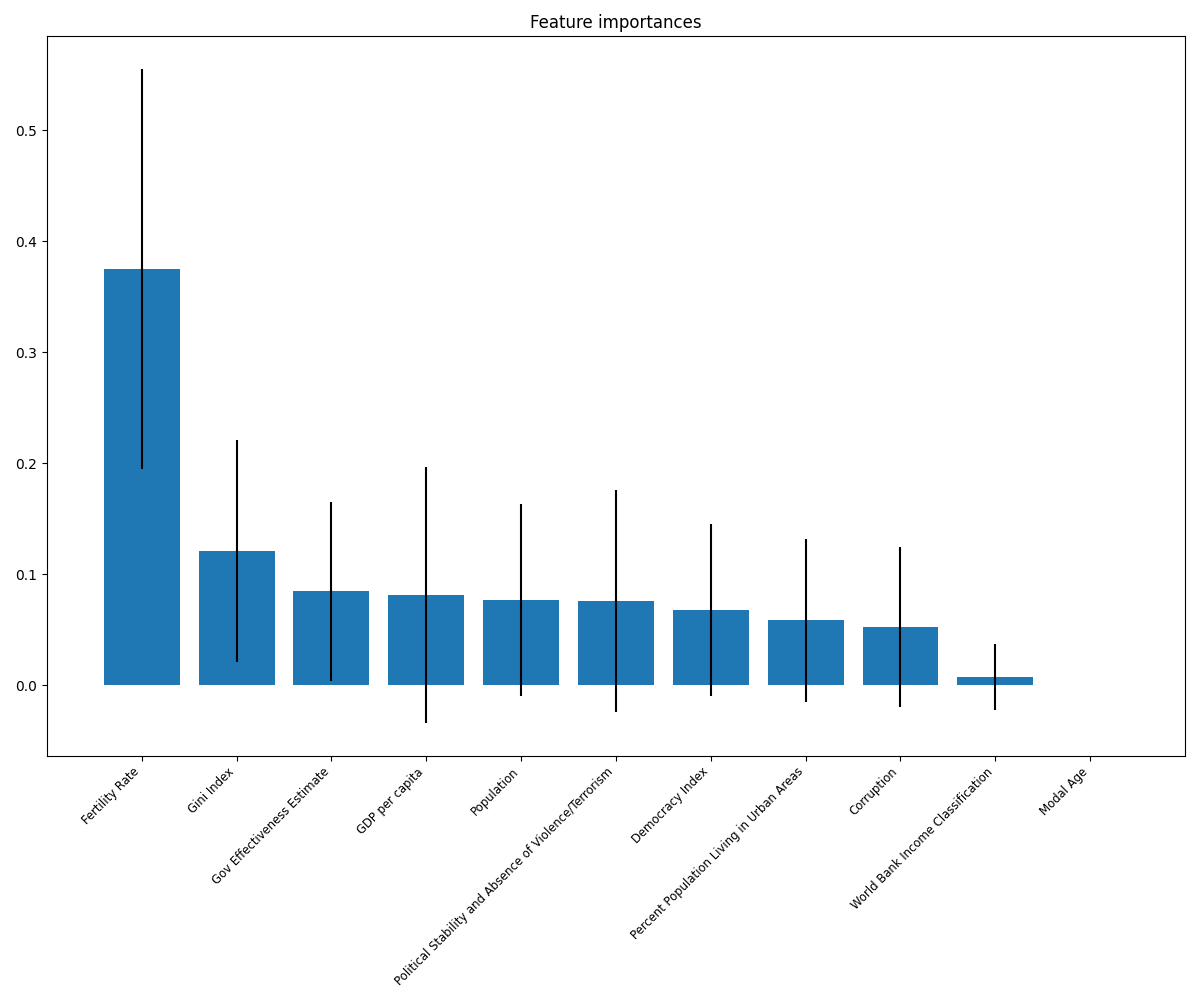 Feature importances
0.5
0.4
0.3
0.2
0.1
0.0
Fertility Rate
Gini Index
Gov Effectiveness Estimate
GDP per capita
Population
Political Stability and Absence of Violence/Terrorism
Democracy Index
Percent Population Living in Urban Areas
Corruption
World Bank Income Classification
Modal Age